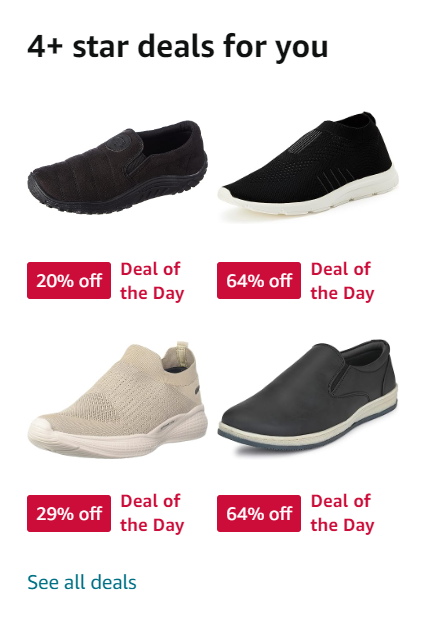 4+ star deals for you
20% off
Deal of
the Day
64% off
Deal of
the Day
29% off
Deal of
the Day
64% off
Deal of
the Day
See all deals